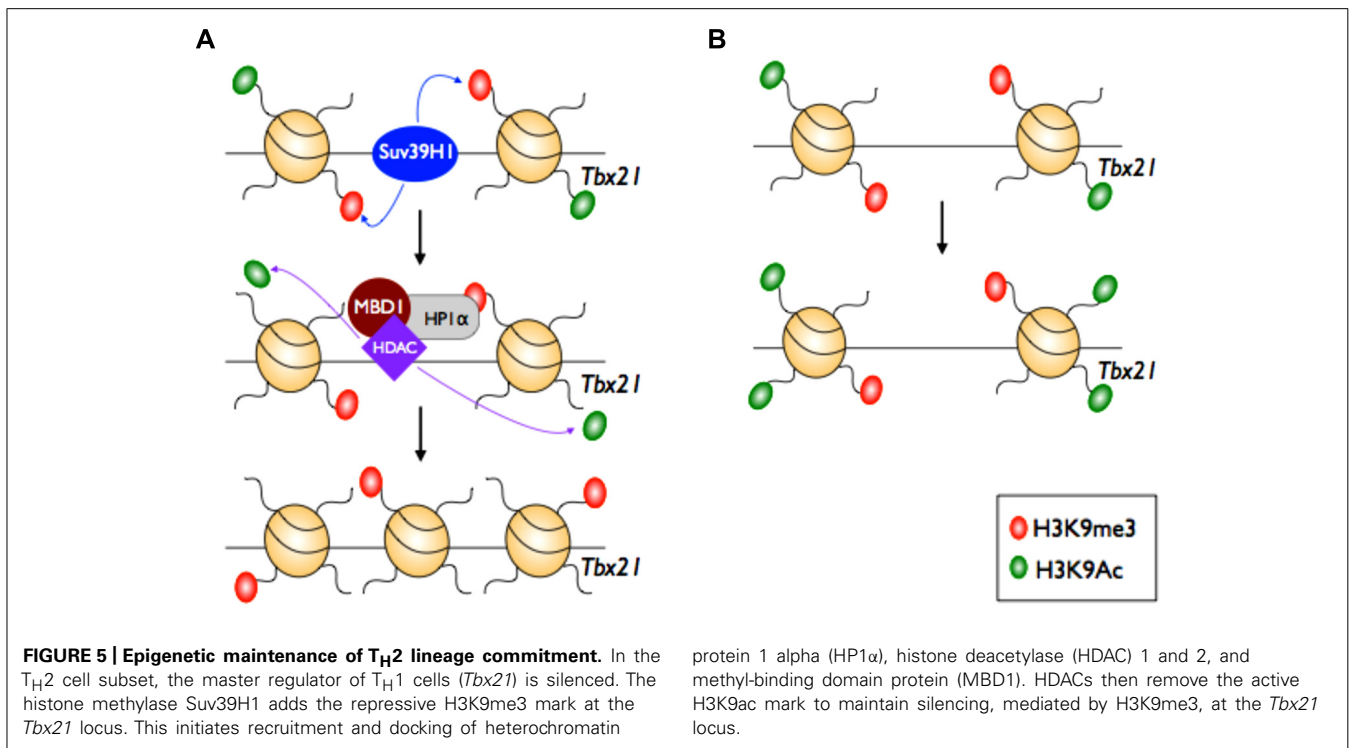 A
Suv39H1
Tbx21
MBD1
HP1α
HDAC
Tbx21
Tbx21
B
Tbx21
Tbx21
H3K9me3
H3K9Ac
FIGURE 5 | Epigenetic maintenance of TH2 lineage commitment. In the
TH2 cell subset, the master regulator of TH1 cells (Tbx21) is silenced. The
histone methylase Suv39H1 adds the repressive H3K9me3 mark at the
Tbx21 locus. This initiates recruitment and docking of heterochromatin
protein 1 alpha (HP1α), histone deacetylase (HDAC) 1 and 2, and
methyl-binding domain protein (MBD1). HDACs then remove the active
H3K9ac mark to maintain silencing, mediated by H3K9me3, at the Tbx21
locus.